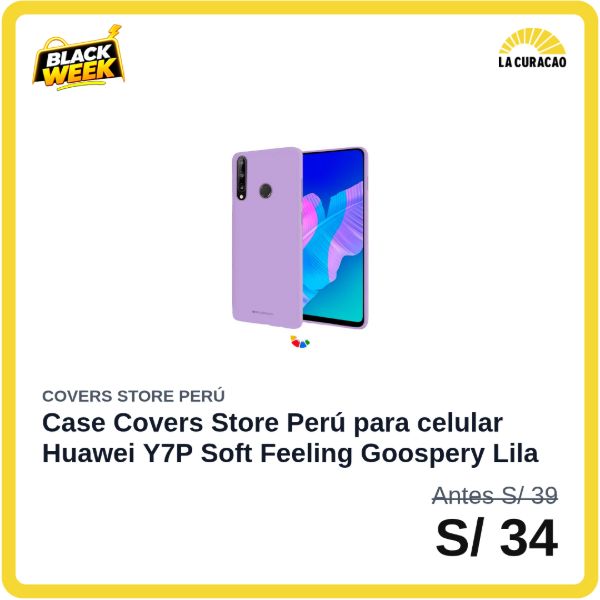 BLACK
WEEK
LA CURACAO
COVERS STORE PERÚ
Case Covers Store Perú para celular
Huawei Y7P Soft Feeling Goospery Lila
Antes S/ 39
S/ 34